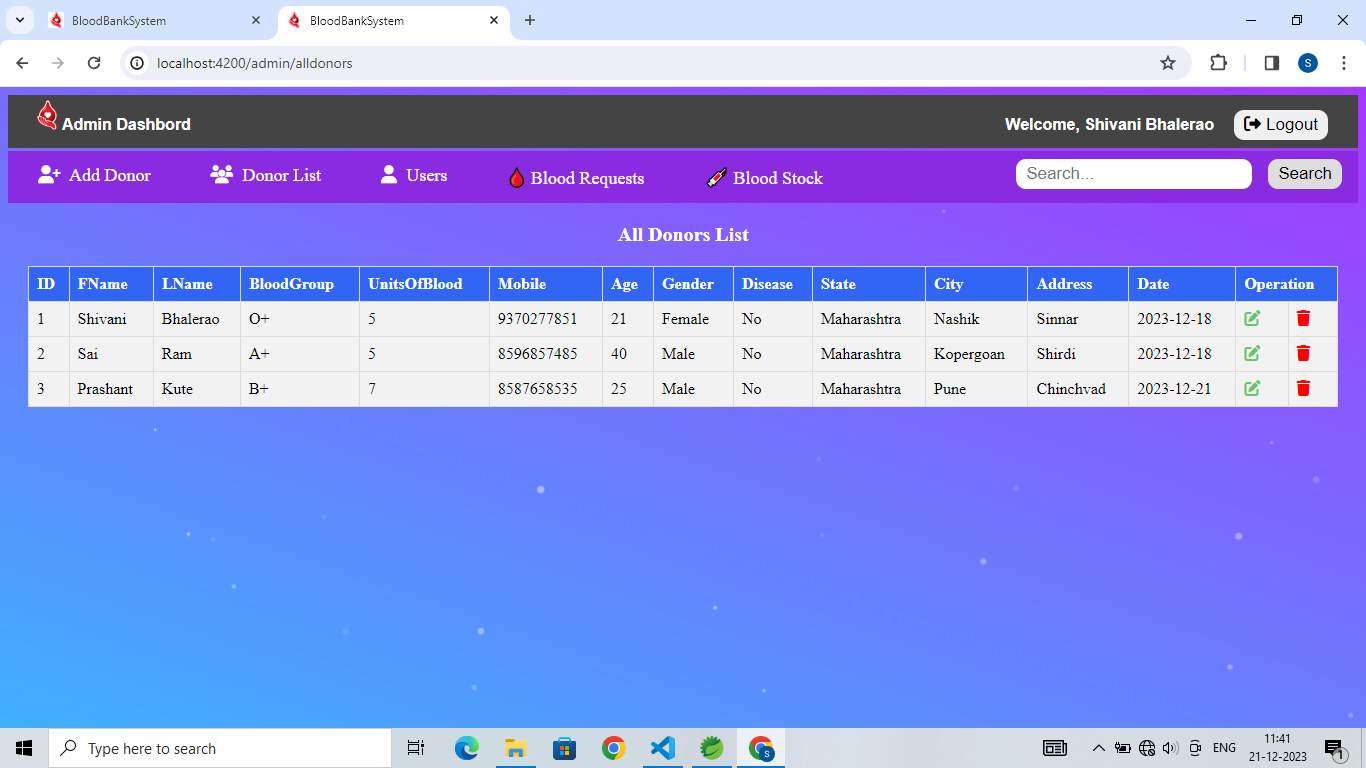 BloodBankSystem BloodBankSystem
localhost:4200/admin/alldonors S
Admin Dashbord Welcome, Shivani Bhalerao Logout
Add Donor Donor List Users Blood Requests Blood Stock Search... Search
All Donors List
ID FName LName BloodGroup UnitsOfBlood Mobile Age Gender Disease State City Address Date Operation
1 Shivani Bhalerao O+ 5 9370277851 21 Female No Maharashtra Nashik Sinnar 2023-12-18
2 Sai Ram A+ 5 8596857485 40 Male No Maharashtra Kopergoan Shirdi 2023-12-18
3 Prashant Kute B+ 7 8587658535 25 Male No Maharashtra Pune Chinchvad 2023-12-21
Type here to search S ENG 11:41
21-12-2023 1